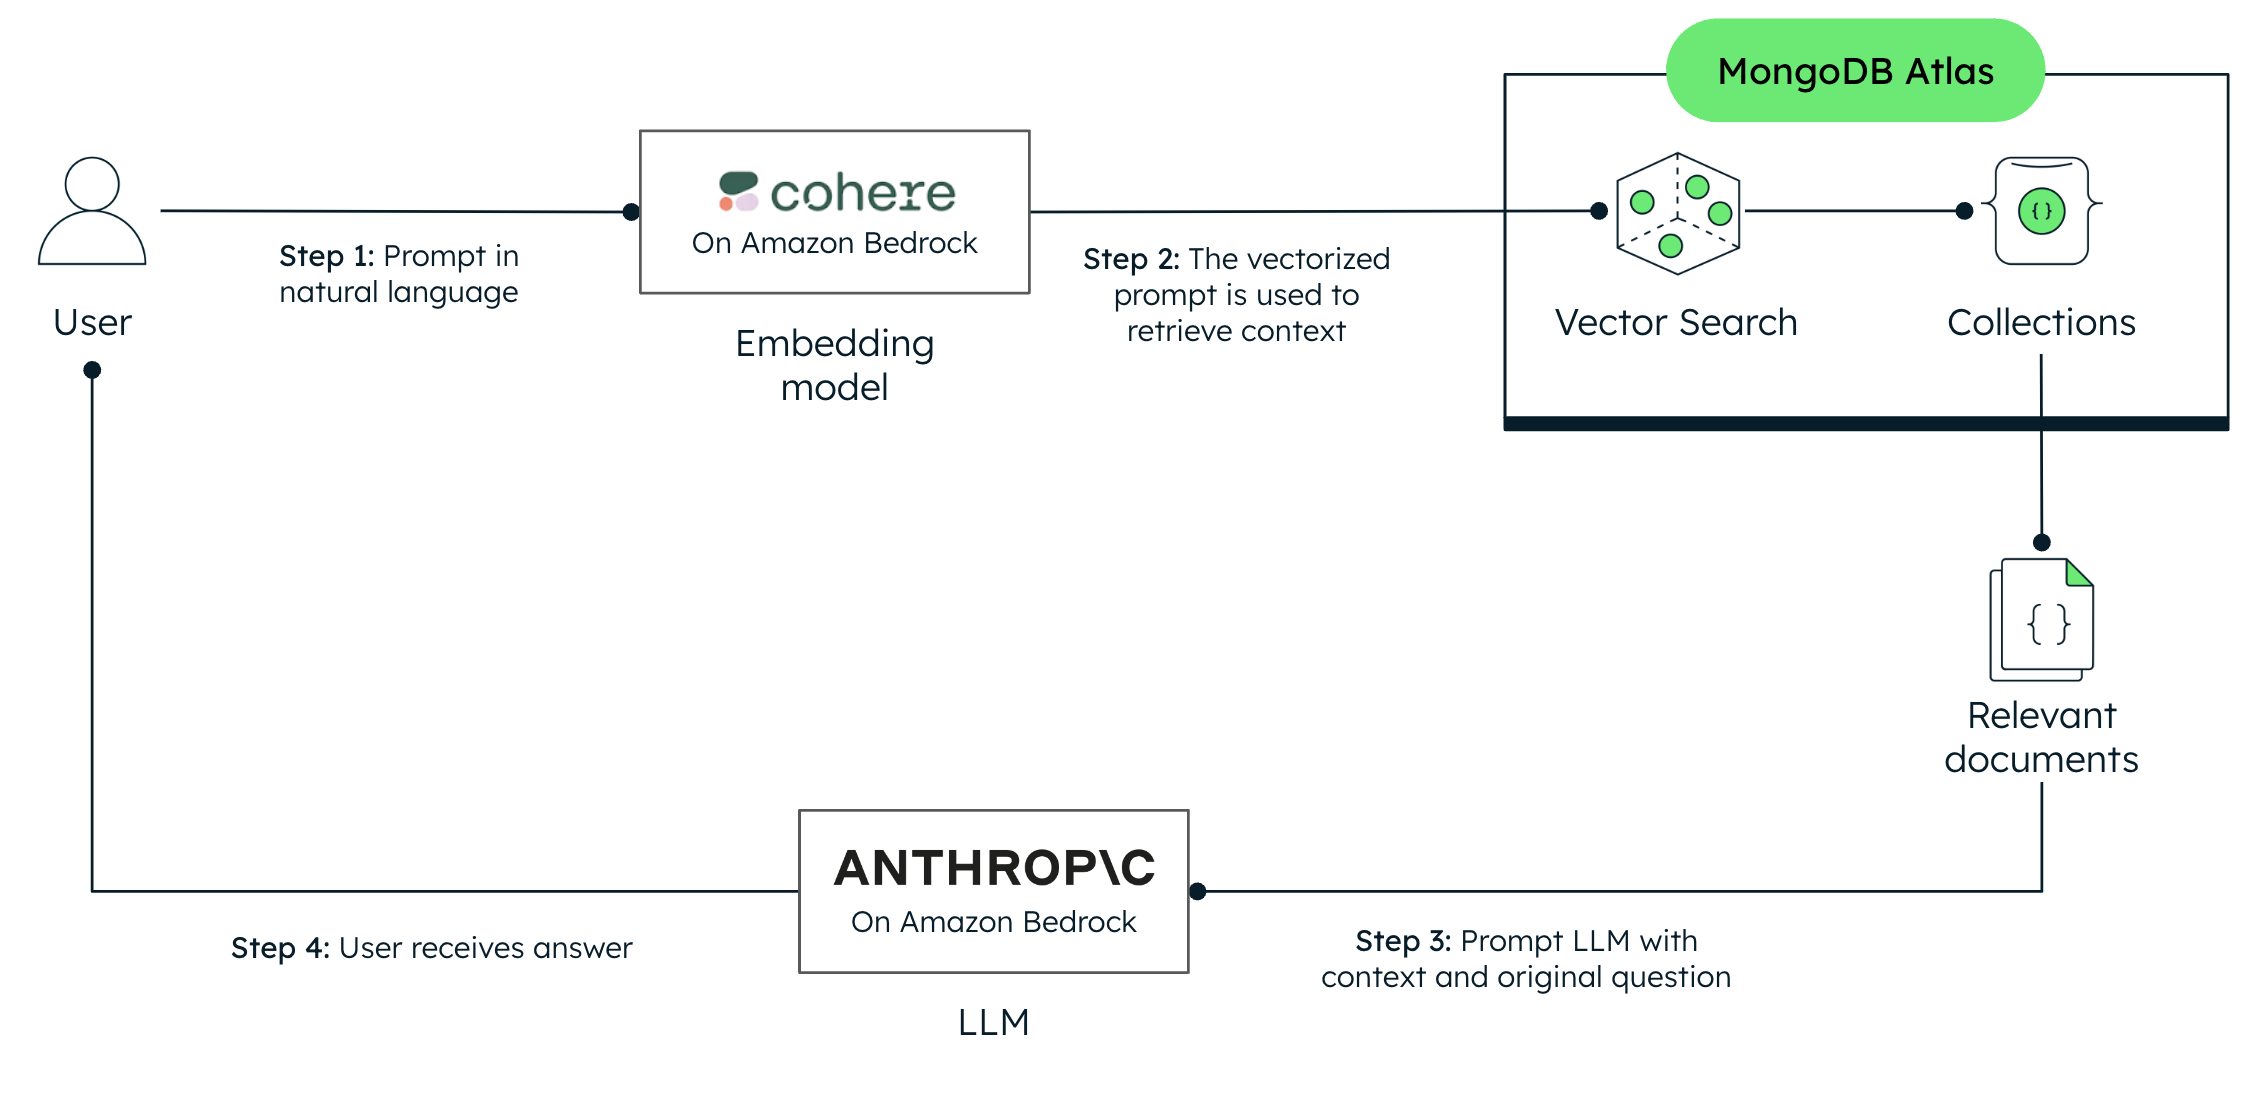 MongoDB Atlas
cohere
On Amazon Bedrock
Step 1: Prompt in
natural language
Step 2: The vectorized
prompt is used to
retrieve context
User
Embedding
model
Vector Search
Collections
{}
{ }
Relevant
documents
ANTHROP\C
On Amazon Bedrock
Step 3: Prompt LLM with
context and original question
Step 4: User receives answer
LLM